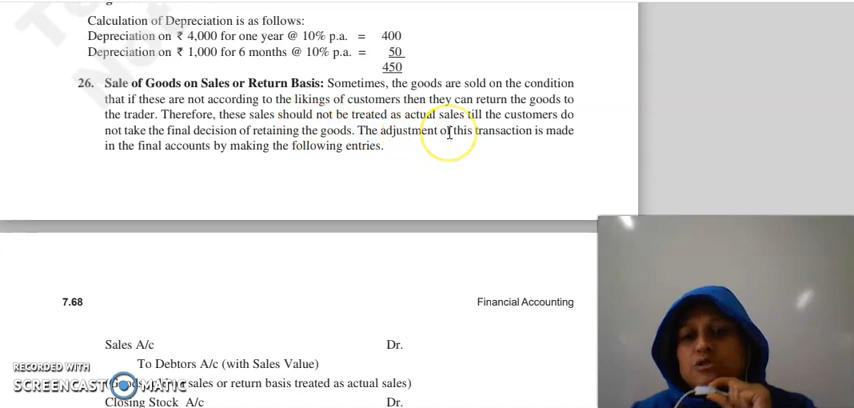 Calculation of Depreciation is as follows:
Depreciation on ₹ 4,000 for one year @ 10% p.a. = 400
Depreciation on ₹ 1,000 for 6 months @ 10% p.a. = 50
450
26. Sale of Goods on Sales or Return Basis: Sometimes, the goods are sold on the condition
that if these are not according to the likings of customers then they can return the goods to
the trader. Therefore, these sales should not be treated as actual sales till the customers do
not take the final decision of retaining the goods. The adjustment of this transaction is made
in the final accounts by making the following entries.
7.68 Financial Accounting
Sales A/c Dr.
To Debtors A/c (with Sales Value)
sales or return basis treated as actual sales)
Closing Stock A/c Dr.
RECORDED WITH
SCREENCAST MATIC